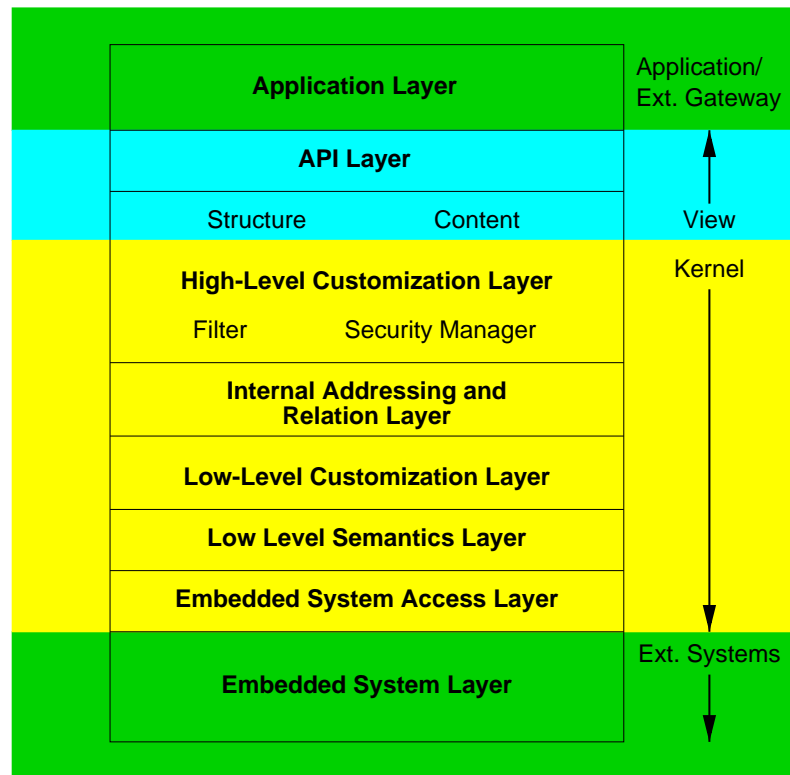 Application Layer
Application/
Ext. Gateway
API Layer
Structure Content View
High-Level Customization Layer
Kernel
Filter Security Manager
Internal Addressing and
Relation Layer
Low-Level Customization Layer
Low Level Semantics Layer
Embedded System Access Layer
Ext. Systems
Embedded System Layer